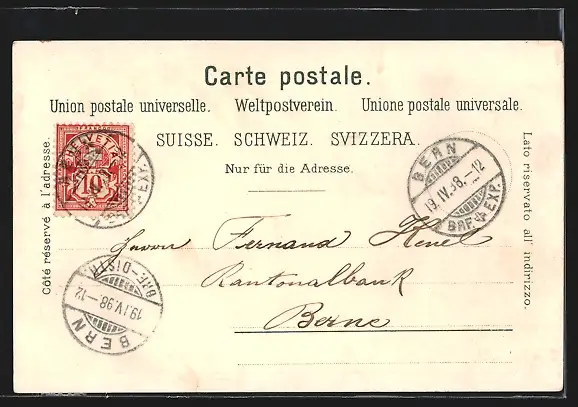 Carte postale.
Union postale universelle. Weltpostverein. Unione postale universale.
SUISSE. SCHWEIZ. SVIZZERA.
Nur für die Adresse.
Côté réservé à l'adresse.
Lato riservato all' indirizzo.
HELVETIA
10
BERN
19.IV.98.-12
BRF. EXP.
Herrn Fernand
Kantonalbank
Berne
BRF-DISTR.
19.IV.98-12
BERN